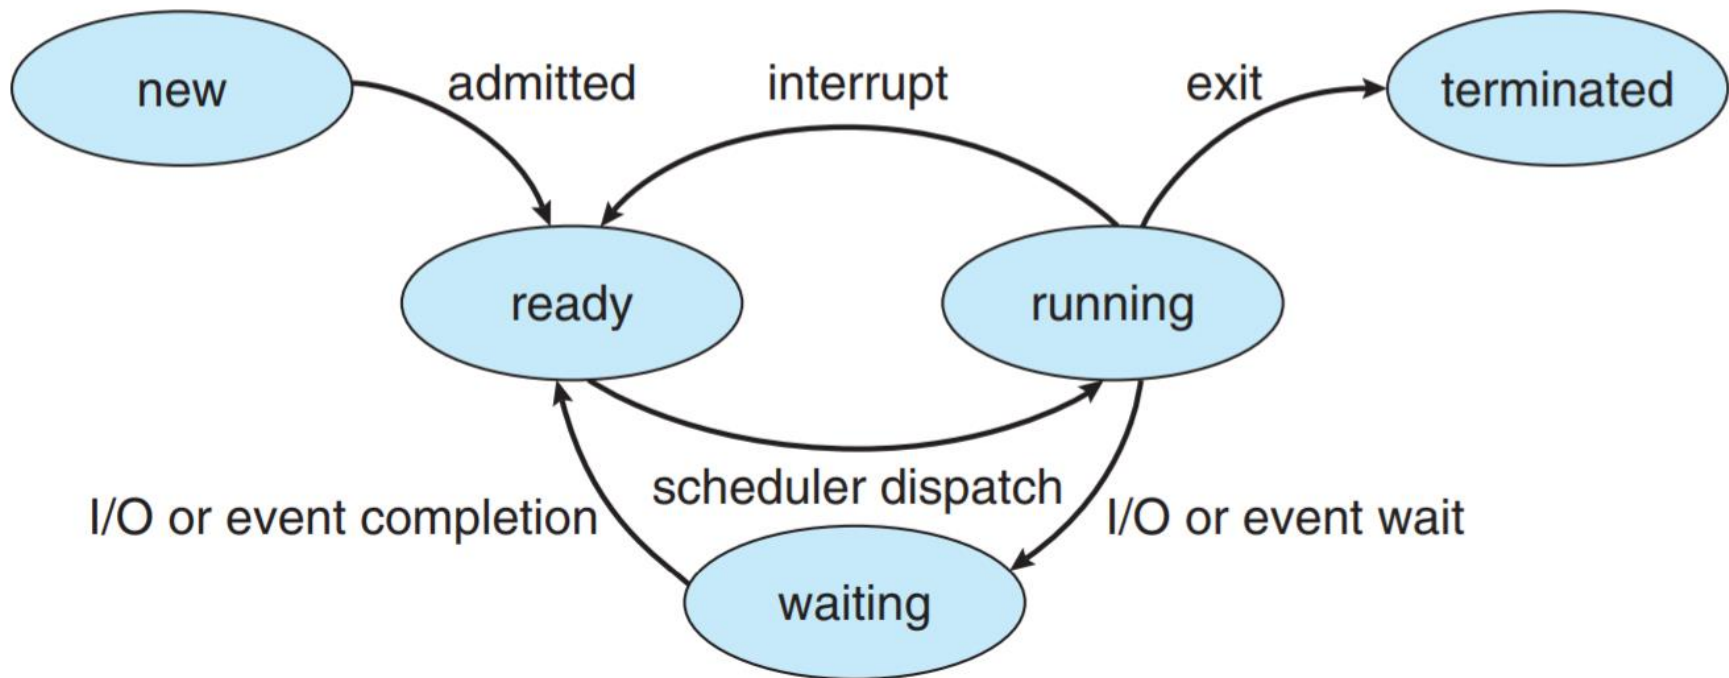 new
admitted
interrupt
exit
terminated
ready
running
scheduler dispatch
I/O or event completion
I/O or event wait
waiting